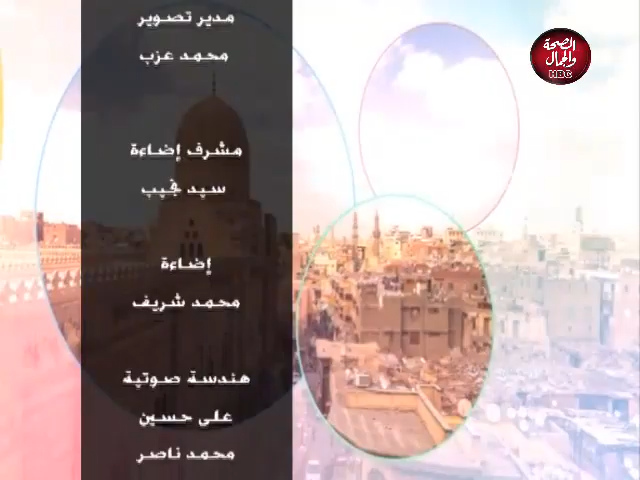 مدير تصوير
محمد عزب
الصحة
والجمال
HBC
مشرف إضاءة
سيد نجيب
إضاءة
محمد شريف
هندسة صوتية
على حسين
محمد ناصر